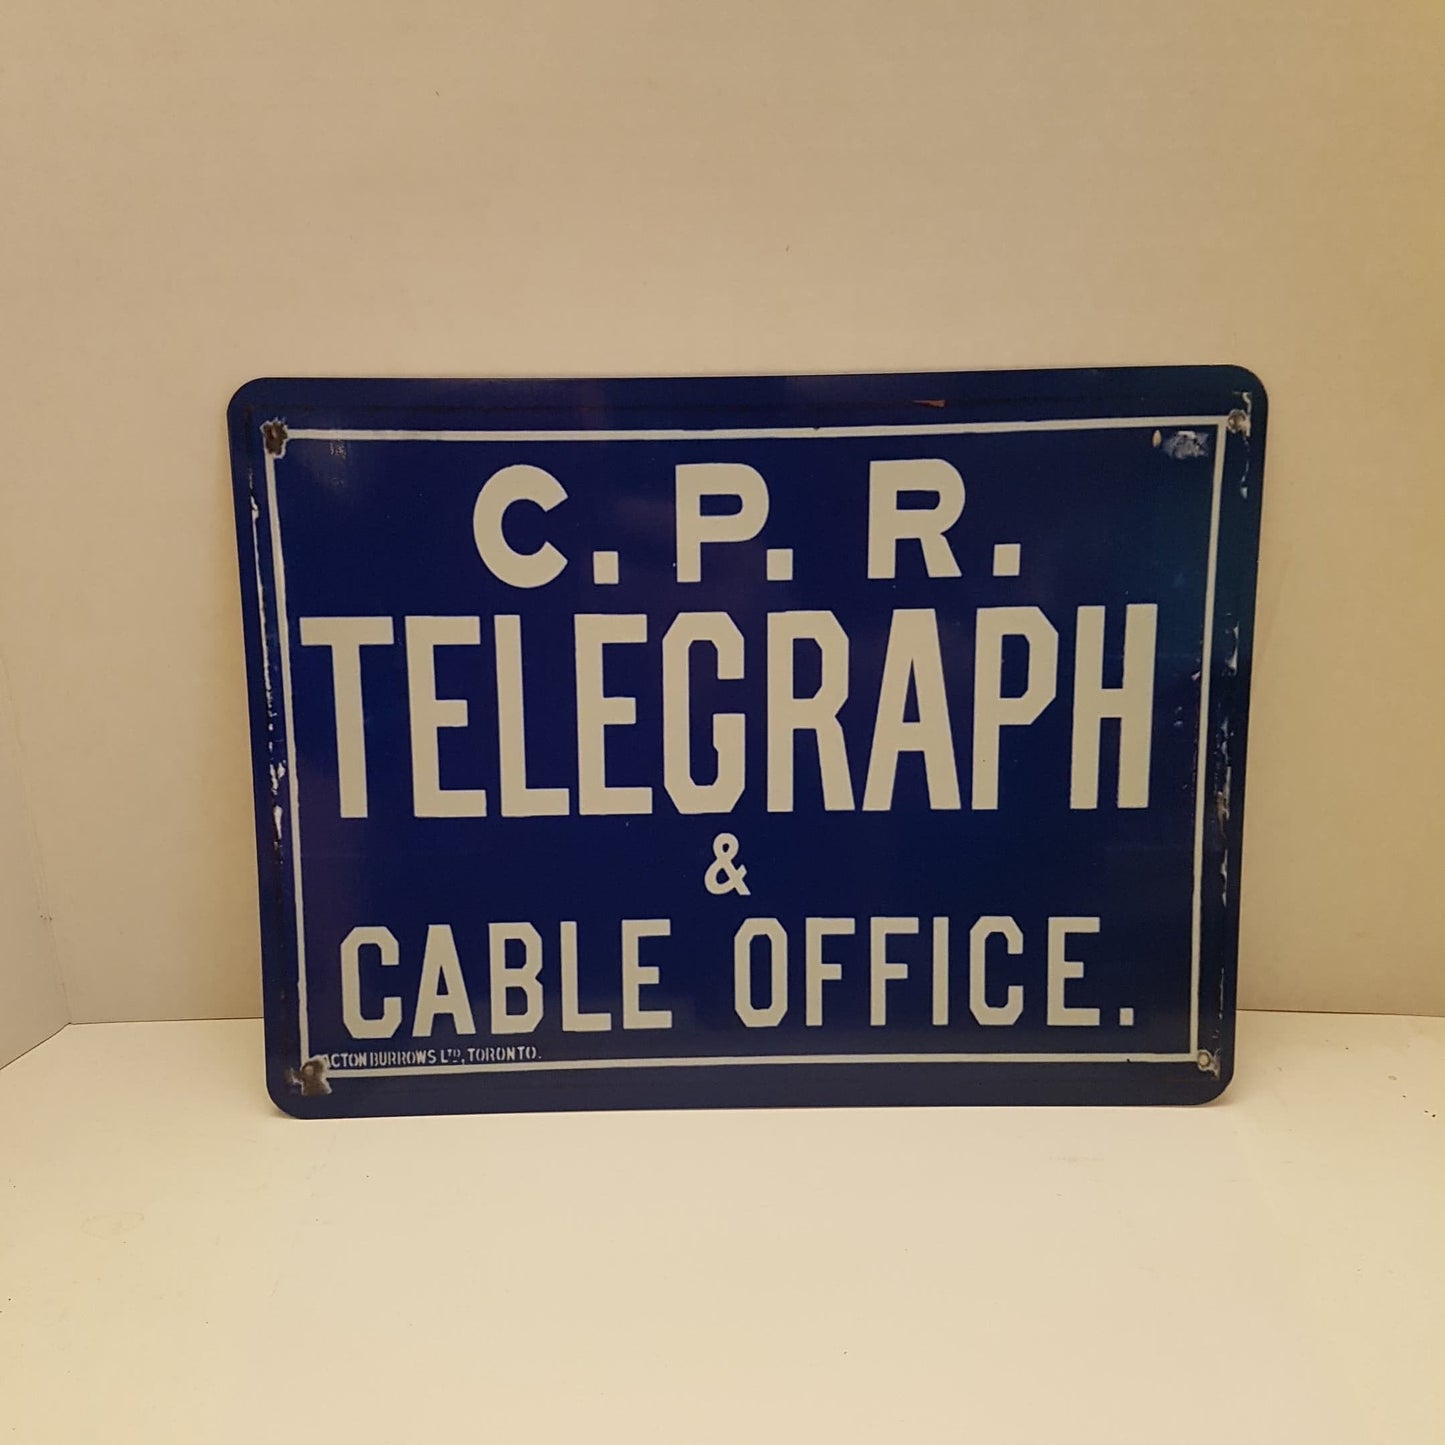 C. P. R.
TELEGRAPH
&
CABLE OFFICE.
ACTON BURROWS LTD, TORONTO.